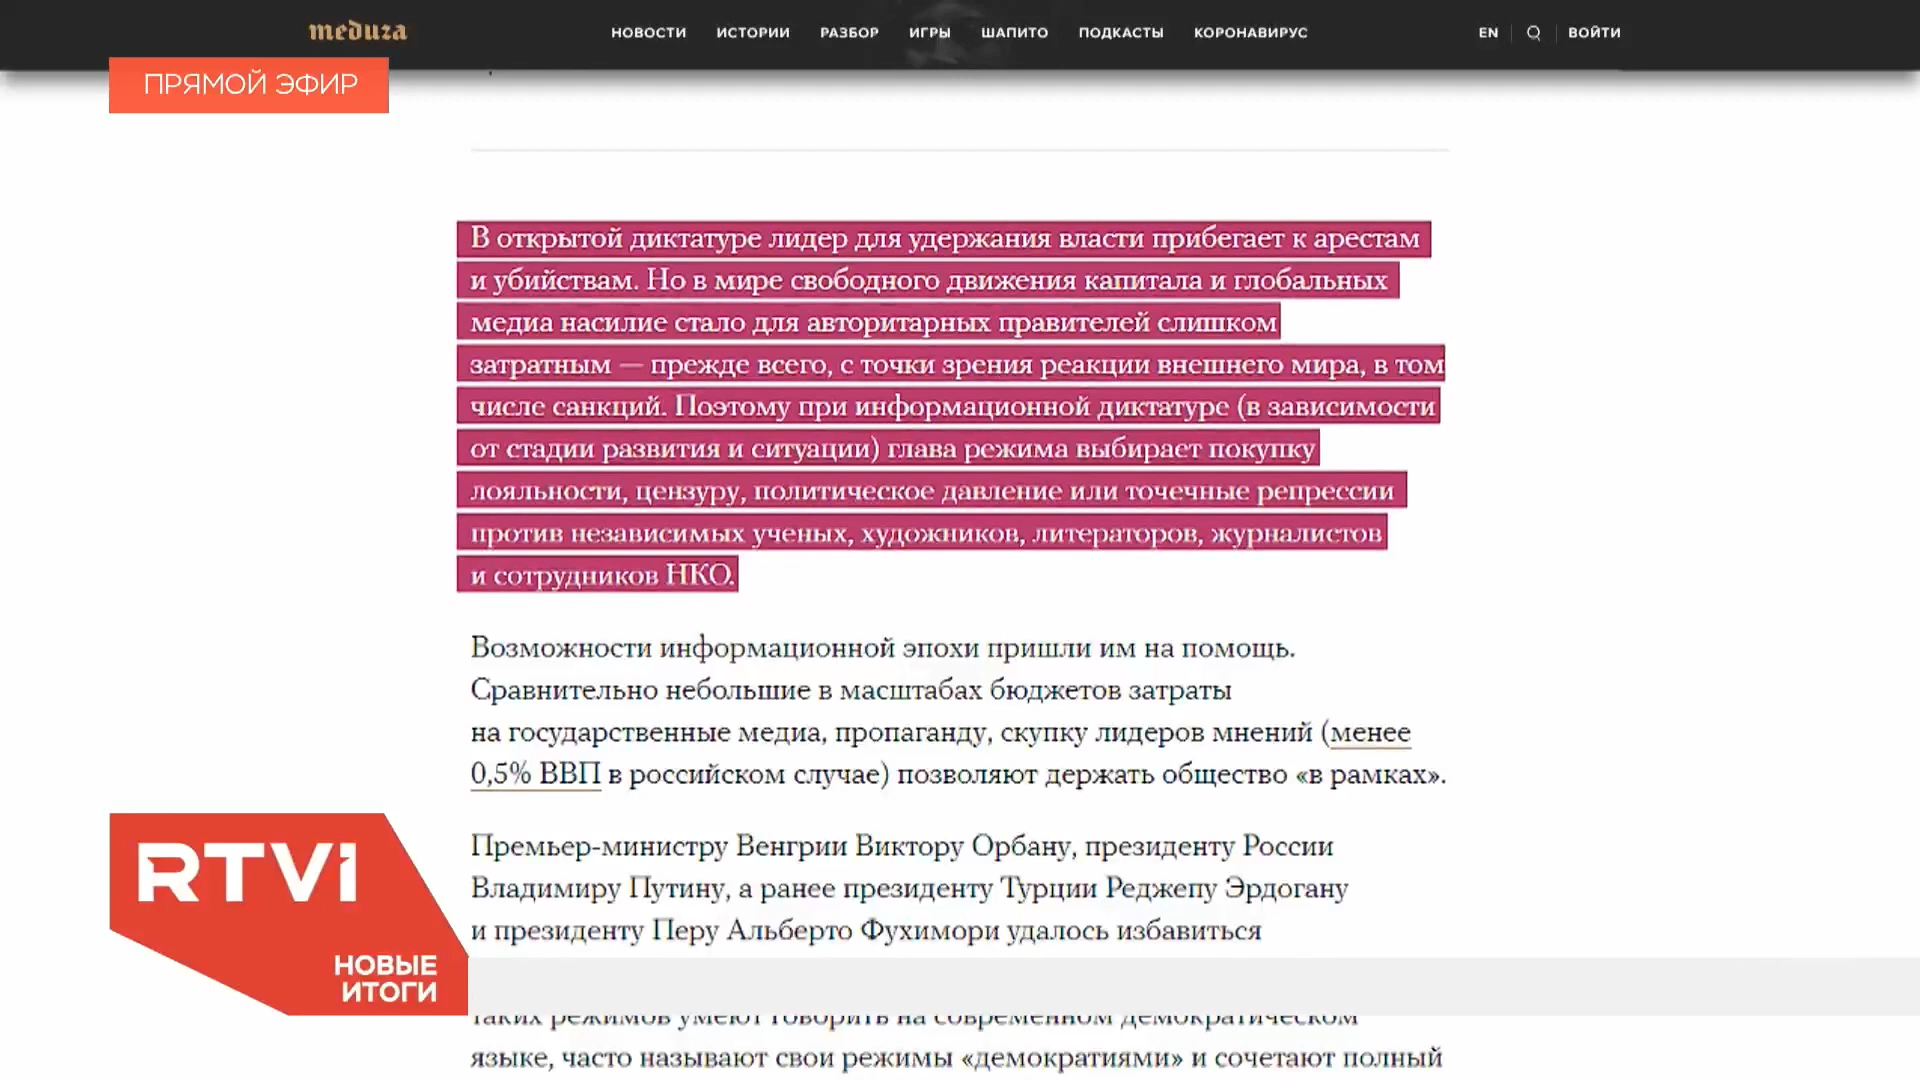 meduza
НОВОСТИ ИСТОРИИ РАЗБОР ИГРЫ ШАПИТО ПОДКАСТЫ КОРОНАВИРУС EN ВОЙТИ
ПРЯМОЙ ЭФИР
В открытой диктатуре лидер для удержания власти прибегает к арестам
и убийствам. Но в мире свободного движения капитала и глобальных
медиа насилие стало для авторитарных правителей слишком
затратным — прежде всего, с точки зрения реакции внешнего мира, в том
числе санкций. Поэтому при информационной диктатуре (в зависимости
от стадии развития и ситуации) глава режима выбирает покупку
лояльности, цензуру, политическое давление или точечные репрессии
против независимых ученых, художников, литераторов, журналистов
и сотрудников НКО.
Возможности информационной эпохи пришли им на помощь.
Сравнительно небольшие в масштабах бюджетов затраты
на государственные медиа, пропаганду, скупку лидеров мнений (менее
0,5% ВВП в российском случае) позволяют держать общество «в рамках».
Премьер-министру Венгрии Виктору Орбану, президенту России
Владимиру Путину, а ранее президенту Турции Реджепу Эрдогану
и президенту Перу Альберто Фухимори удалось избавиться
таких режимов умеют говорить на современном демократическом
языке, часто называют свои режимы «демократиями» и сочетают полный
RTVI
НОВЫЕ
ИТОГИ